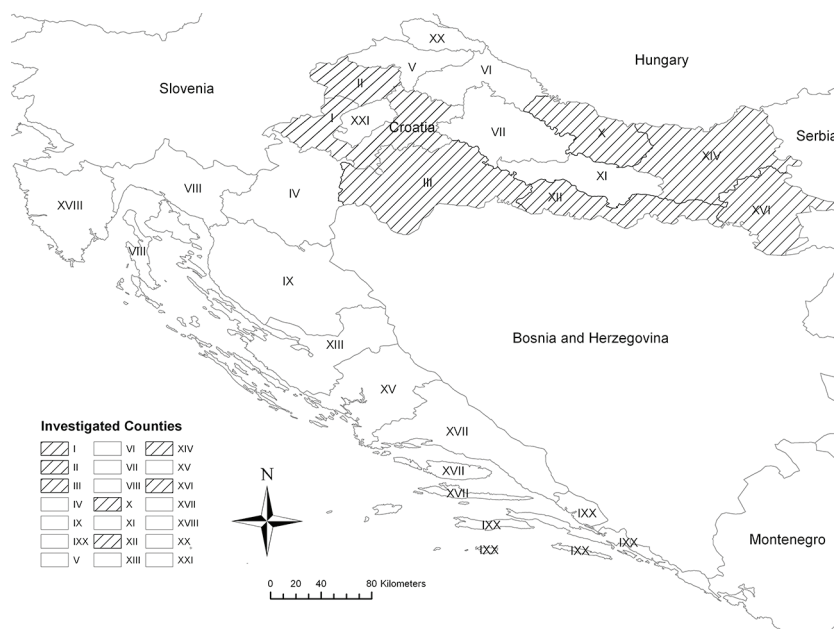 XX
Hungary
V
VI
Slovenia
II
I
XXI
Croatia
VII
X
Serbia
XIV
XI
III
VIII
IV
XII
XVIII
XVI
VIII
IX
Bosnia and Herzegovina
XIII
XV
XVII
XVII
XVII
IXX
IXX
IXX
IXX
IXX
Montenegro
Investigated Counties
I VI XIV
II VII XV
III VIII XVI
IV X XVII
IX XI XVIII
IXX XII XX
V XIII XXI
N
0 20 40 80 Kilometers